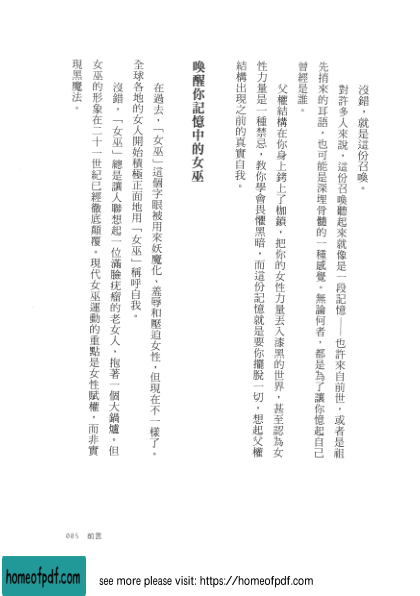 沒錯，就是這份召喚。
對許多人來說，這份召喚聽起來就像是一段記憶——也許來自前世，或者是祖
先捎來的耳語，也可能是深埋骨髓的一種感覺。無論何者，都是為了讓你憶起自己
曾經是誰。
父權結構在你身上銬上了枷鎖，把你的女性力量丟入漆黑的世界，甚至認為女
性力量是一種禁忌，教你學會畏懼黑暗，而這份記憶就是要你擺脫一切，想起父權
結構出現之前的真實自我。
喚醒你記憶中的女巫
在過去，「女巫」這個字眼被用來妖魔化、羞辱和壓迫女性，但現在不一樣了。
全球各地的女人開始積極正面地用「女巫」稱呼自我。
沒錯，「女巫」總是讓人聯想起一位滿臉疣瘤的老女人，抱著一個大鍋爐，但
女巫的形象在二十一世紀已經徹底顛覆。現代女巫運動的重點是女性賦權，而非實
現黑魔法。
005 前言
homeofpdf.com
see more please visit: https://homeofpdf.com